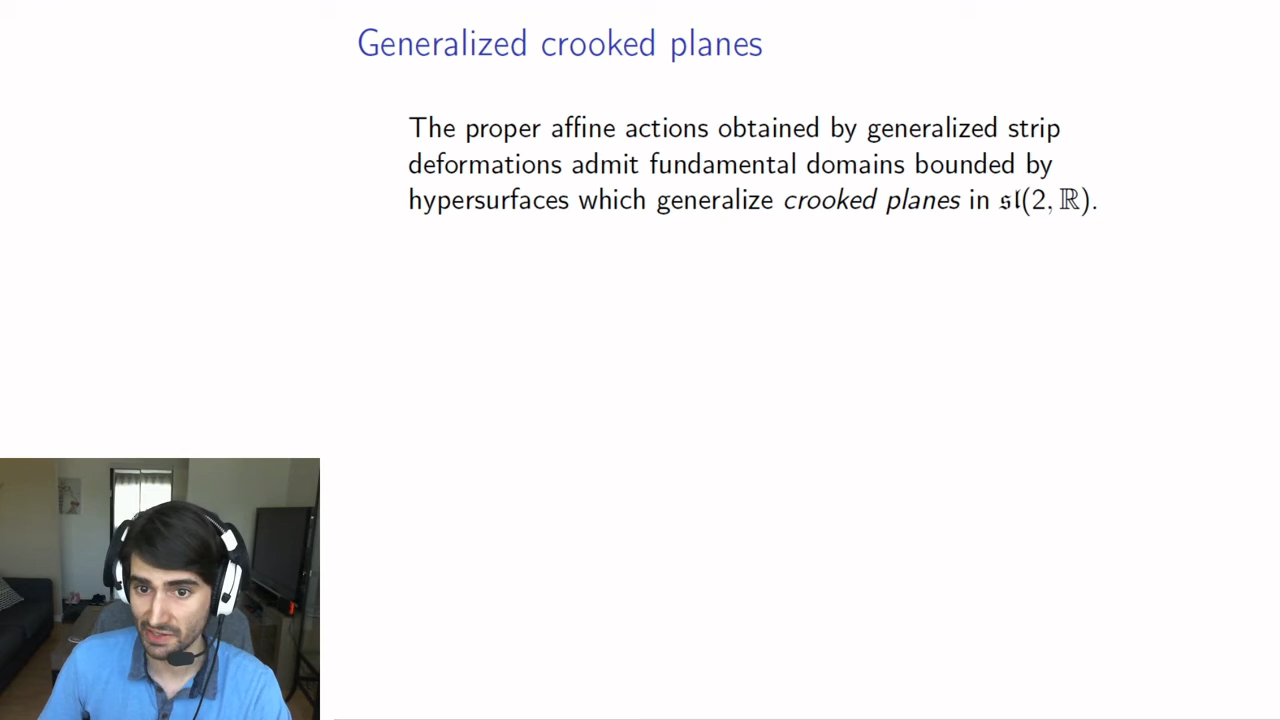 Generalized crooked planes
The proper affine actions obtained by generalized strip
deformations admit fundamental domains bounded by
hypersurfaces which generalize crooked planes in 𝔰𝔩(2, ℝ).